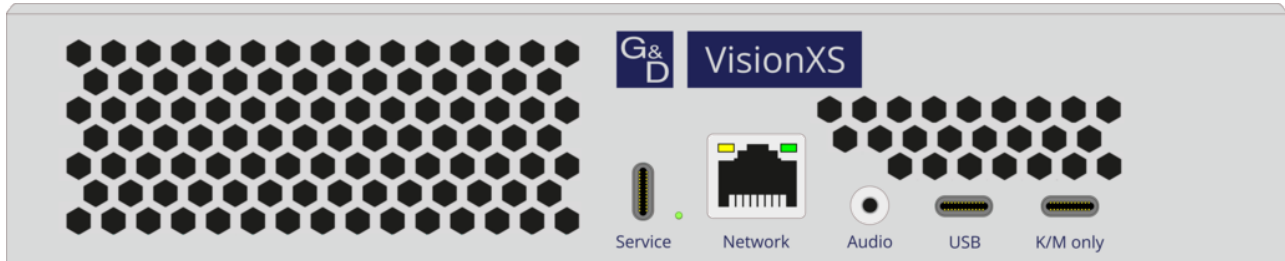 G&D
VisionXS
Service
Network
Audio
USB
K/M only